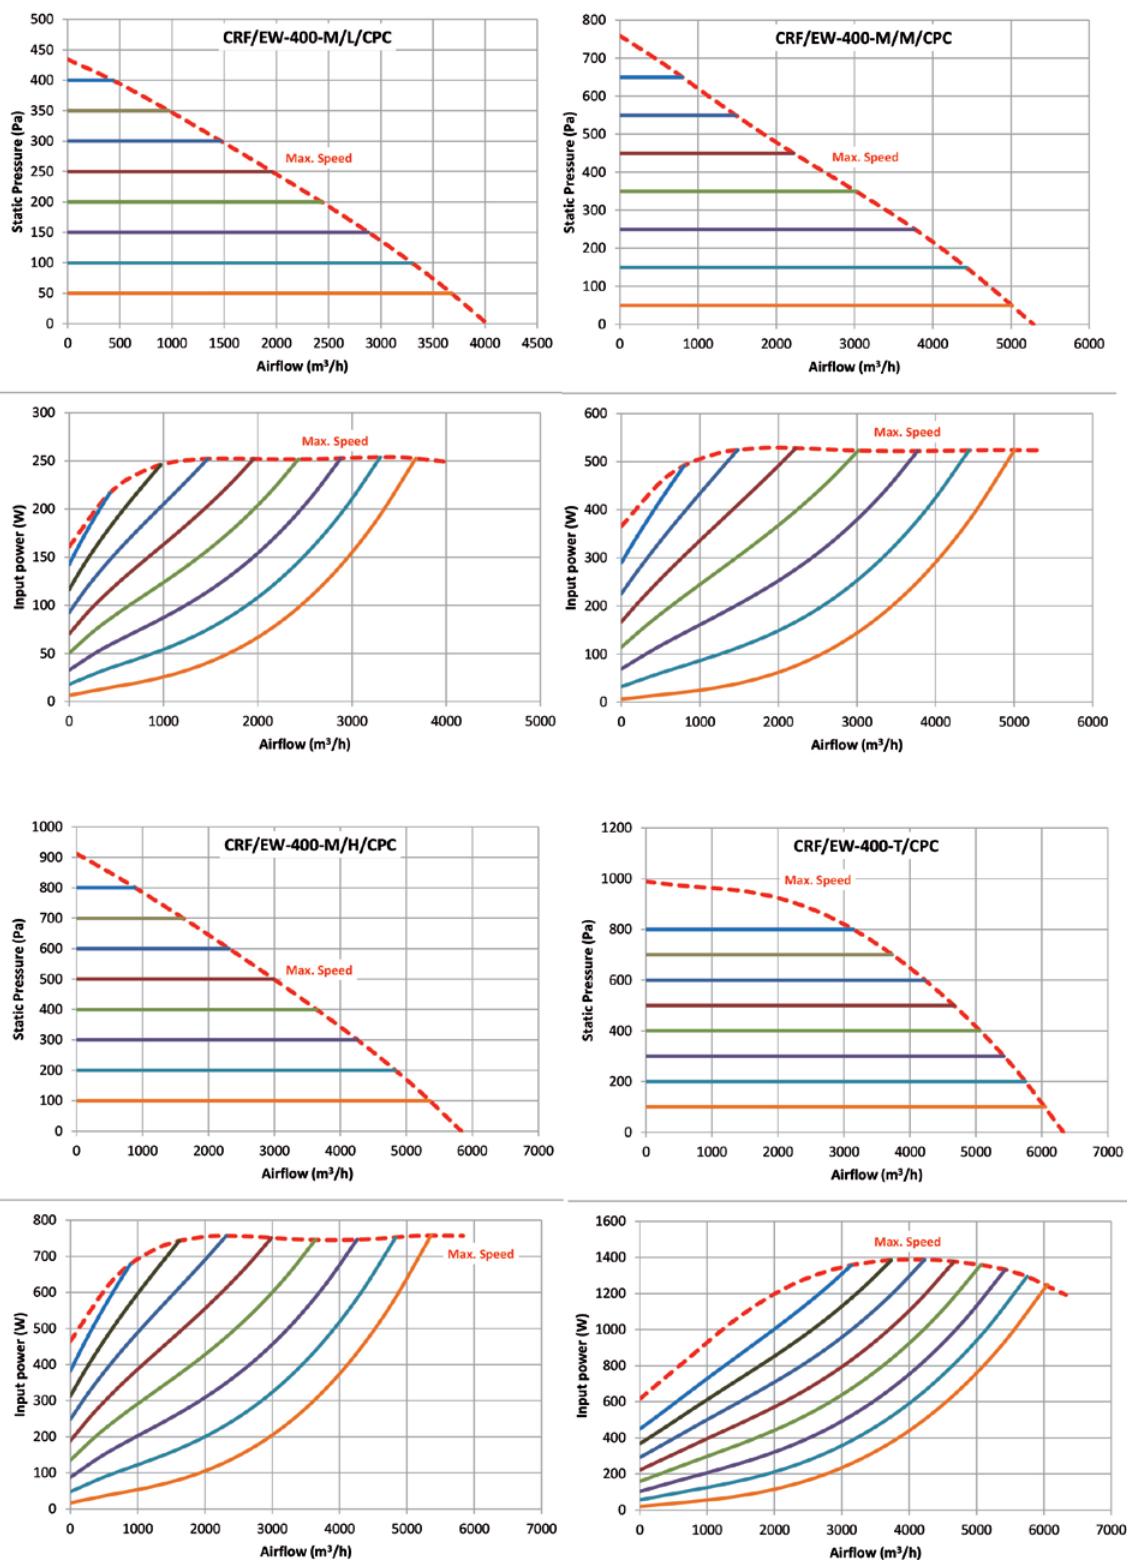 CRF/EW-400-M/L/CPC
Static Pressure (Pa)
500
450
400
350
300
250
200
150
100
50
0
Max. Speed
0 500 1000 1500 2000 2500 3000 3500 4000 4500
Airflow (m³/h)
CRF/EW-400-M/M/CPC
Static Pressure (Pa)
800
700
600
500
400
300
200
100
0
Max. Speed
0 1000 2000 3000 4000 5000 6000
Airflow (m³/h)
Input power (W)
300
250
200
150
100
50
0
Max. Speed
0 1000 2000 3000 4000 5000
Airflow (m³/h)
Input power (W)
600
500
400
300
200
100
0
Max. Speed
0 1000 2000 3000 4000 5000 6000
Airflow (m³/h)
CRF/EW-400-M/H/CPC
Static Pressure (Pa)
1000
900
800
700
600
500
400
300
200
100
0
Max. Speed
0 1000 2000 3000 4000 5000 6000 7000
Airflow (m³/h)
CRF/EW-400-T/CPC
Static Pressure (Pa)
1200
1000
800
600
400
200
0
Max. Speed
0 1000 2000 3000 4000 5000 6000 7000
Airflow (m³/h)
Input power (W)
800
700
600
500
400
300
200
100
0
Max. Speed
0 1000 2000 3000 4000 5000 6000 7000
Airflow (m³/h)
Input power (W)
1600
1400
1200
1000
800
600
400
200
0
Max. Speed
0 1000 2000 3000 4000 5000 6000 7000
Airflow (m³/h)